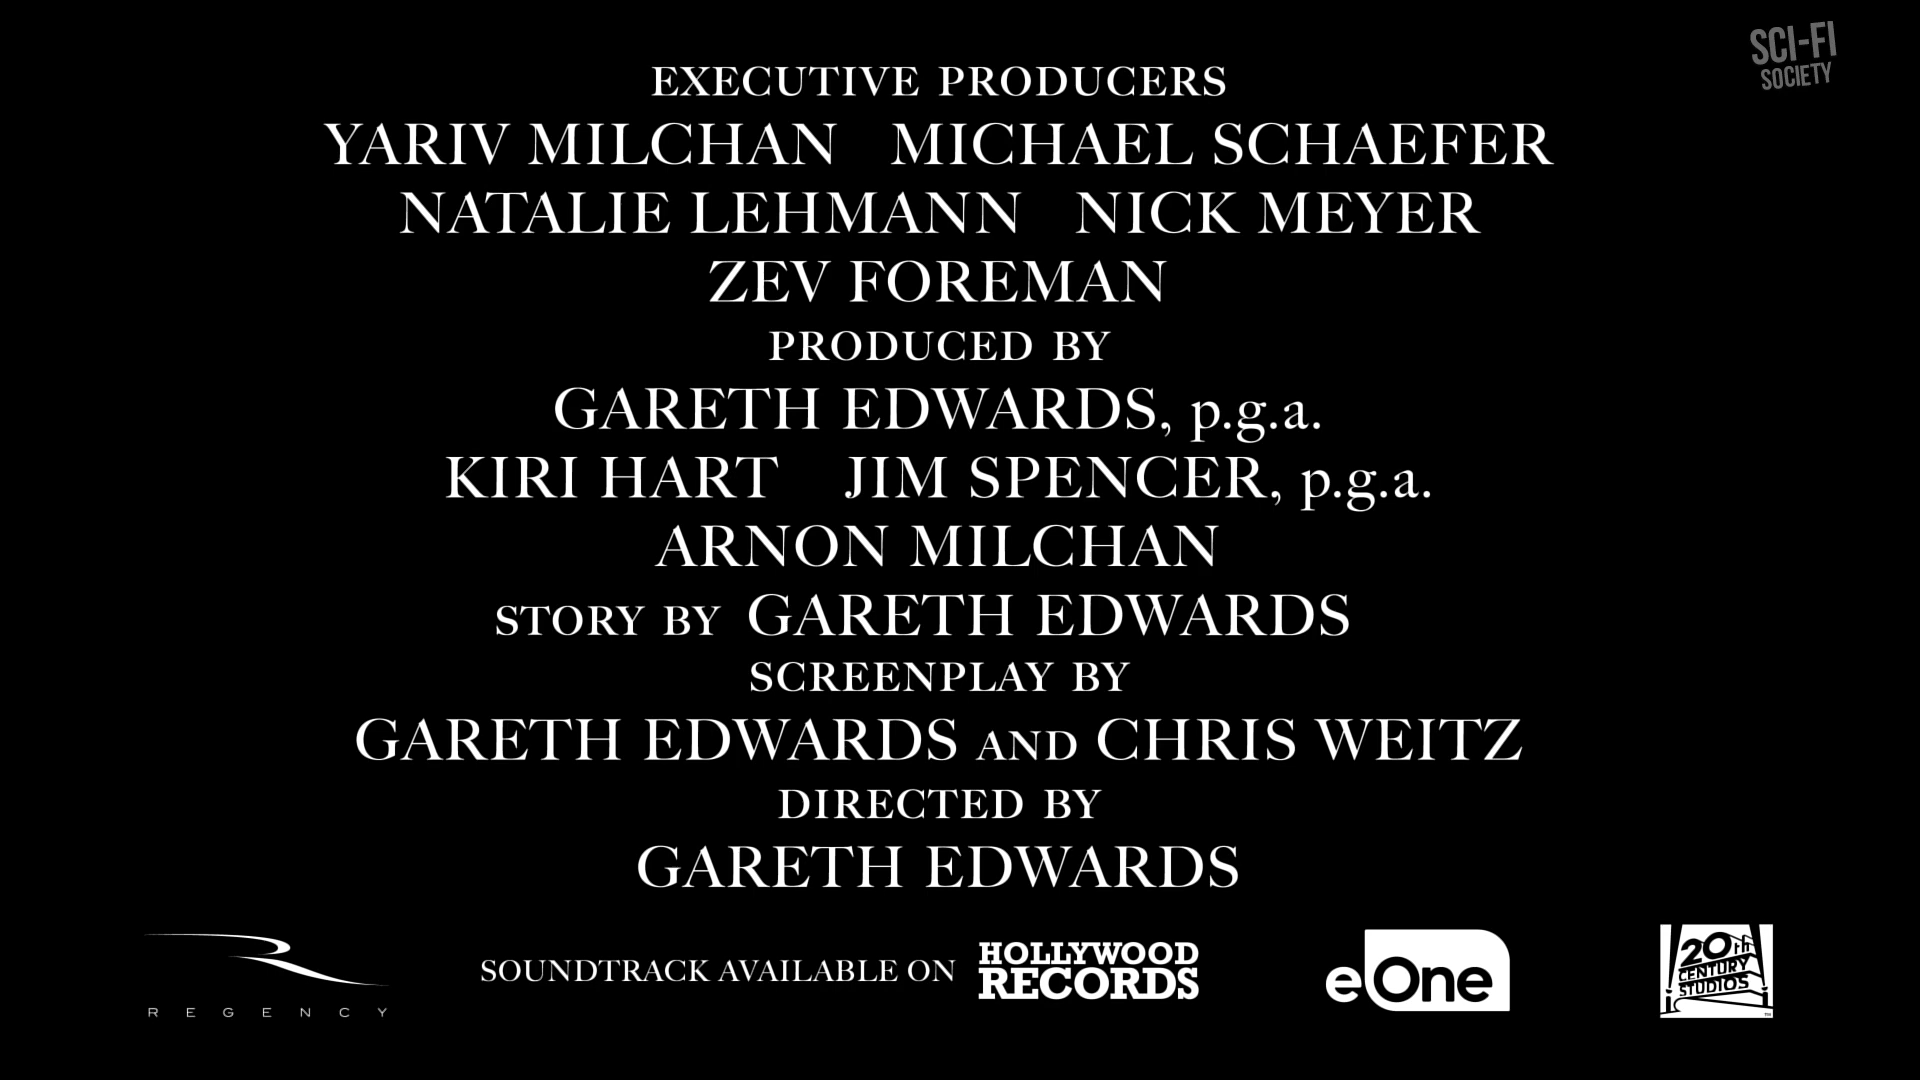 SCI-FI
SOCIETY
EXECUTIVE PRODUCERS
YARIV MILCHAN MICHAEL SCHAEFER
NATALIE LEHMANN NICK MEYER
ZEV FOREMAN
PRODUCED BY
GARETH EDWARDS, p.g.a.
KIRI HART JIM SPENCER, p.g.a.
ARNON MILCHAN
STORY BY GARETH EDWARDS
SCREENPLAY BY
GARETH EDWARDS AND CHRIS WEITZ
DIRECTED BY
GARETH EDWARDS
REGENCY
SOUNDTRACK AVAILABLE ON
HOLLYWOOD
RECORDS
eOne
20th
CENTURY
STUDIOS
™